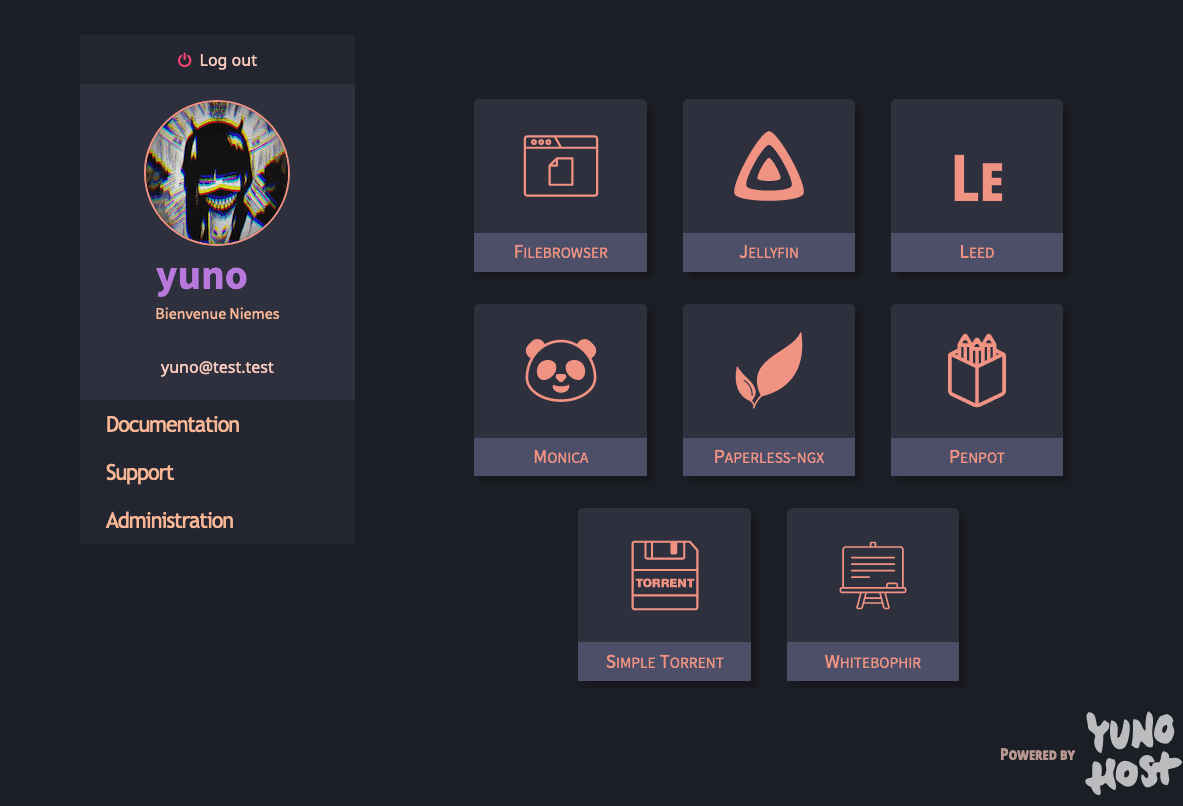 Log out
yuno
Bienvenue Niemes
yuno@test.test
Documentation
Support
Administration
Filebrowser
Jellyfin
Le
Leed
Monica
Paperless-ngx
Penpot
TORRENT
Simple Torrent
Whitebophir
Powered by
YUNO
HOST